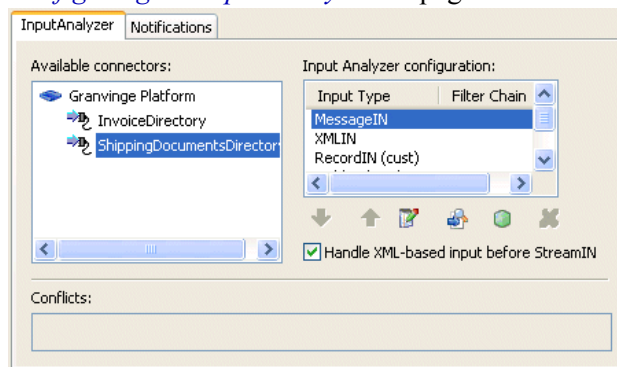 InputAnalyzer Notifications
Available connectors:
Input Analyzer configuration:
Granvinge Platform
InvoiceDirectory
ShippingDocumentsDirector
Input Type Filter Chain
MessageIN
XMLIN
RecordIN (cust)
Handle XML-based input before StreamIN
Conflicts: